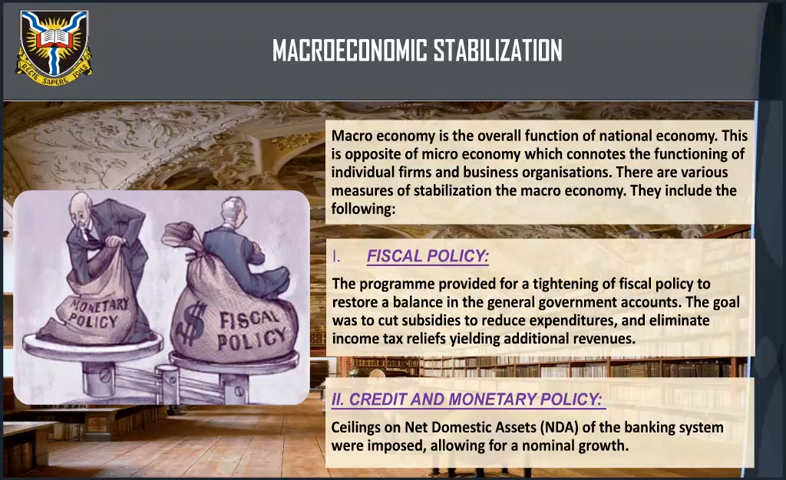 MACROECONOMIC STABILIZATION
RECTE SAPERE FONS
Macro economy is the overall function of national economy. This
is opposite of micro economy which connotes the functioning of
individual firms and business organisations. There are various
measures of stabilization the macro economy. They include the
following:
I. FISCAL POLICY:
The programme provided for a tightening of fiscal policy to
restore a balance in the general government accounts. The goal
was to cut subsidies to reduce expenditures, and eliminate
income tax reliefs yielding additional revenues.
II. CREDIT AND MONETARY POLICY:
Ceilings on Net Domestic Assets (NDA) of the banking system
were imposed, allowing for a nominal growth.
MONETARY
POLICY
$ FISCAL
POLICY